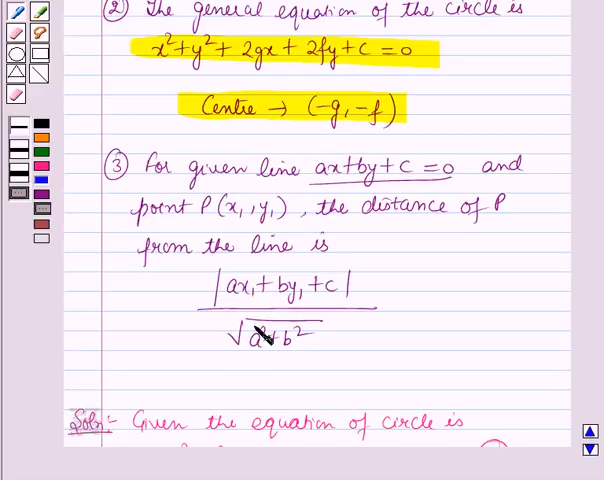 ② The general equation of the circle is
x²+y²+2gx+2fy+c=0
Centre → (-g,-f)
③ For given line ax+by+c=0 and
point P(x₁,y₁), the distance of P
from the line is
|ax₁+by₁+c|
√a²+b²
Soln:- Given the equation of circle is